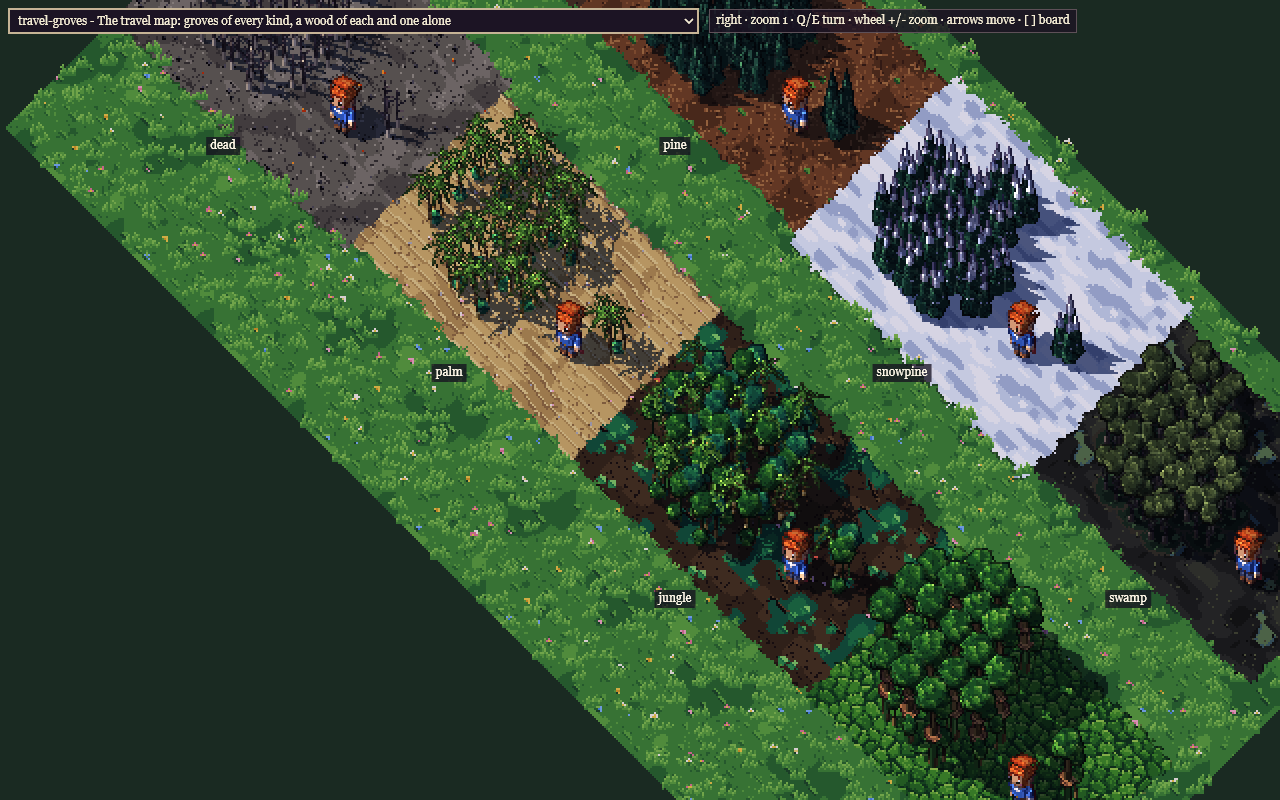 travel-groves - The travel map: groves of every kind, a wood of each and one alone
right · zoom 1 · Q/E turn · wheel +/- zoom · arrows move · [ ] board
dead
pine
palm
snowpine
jungle
swamp